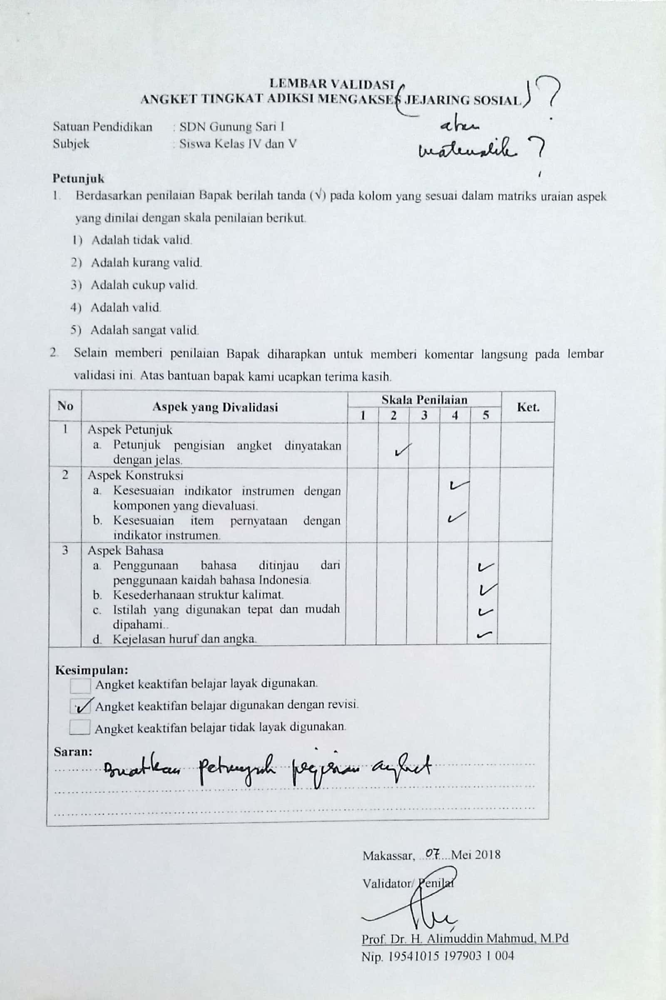 LEMBAR VALIDASI
ANGKET TINGKAT ADIKSI MENGAKSES (JEJARING SOSIAL) ?
Satuan Pendidikan : SDN Gunung Sari I
Subjek : Siswa Kelas IV dan V
matematik ?
Petunjuk
1. Berdasarkan penilaian Bapak berilah tanda (√) pada kolom yang sesuai dalam matriks uraian aspek
yang dinilai dengan skala penilaian berikut.
1) Adalah tidak valid.
2) Adalah kurang valid.
3) Adalah cukup valid.
4) Adalah valid.
5) Adalah sangat valid.
2. Selain memberi penilaian Bapak diharapkan untuk memberi komentar langsung pada lembar
validasi ini. Atas bantuan bapak kami ucapkan terima kasih.
No Aspek yang Divalidasi Skala Penilaian Ket.
1 2 3 4 5
1 Aspek Petunjuk
a. Petunjuk pengisian angket dinyatakan ✓
dengan jelas.
2 Aspek Konstruksi
a. Kesesuaian indikator instrumen dengan ✓
komponen yang dievaluasi.
b. Kesesuaian item pernyataan dengan ✓
indikator instrumen.
3 Aspek Bahasa
a. Penggunaan bahasa ditinjau dari ✓
penggunaan kaidah bahasa Indonesia.
b. Kesederhanaan struktur kalimat. ✓
c. Istilah yang digunakan tepat dan mudah ✓
dipahami..
d. Kejelasan huruf dan angka. ✓
Kesimpulan:
Angket keaktifan belajar layak digunakan.
✓ Angket keaktifan belajar digunakan dengan revisi.
Angket keaktifan belajar tidak layak digunakan.
Saran:
Buatkan petunjuk pegisian angket
Makassar, 07 Mei 2018
Validator/ Penilai
Prof. Dr. H. Alimuddin Mahmud, M.Pd
Nip. 19541015 197903 1 004